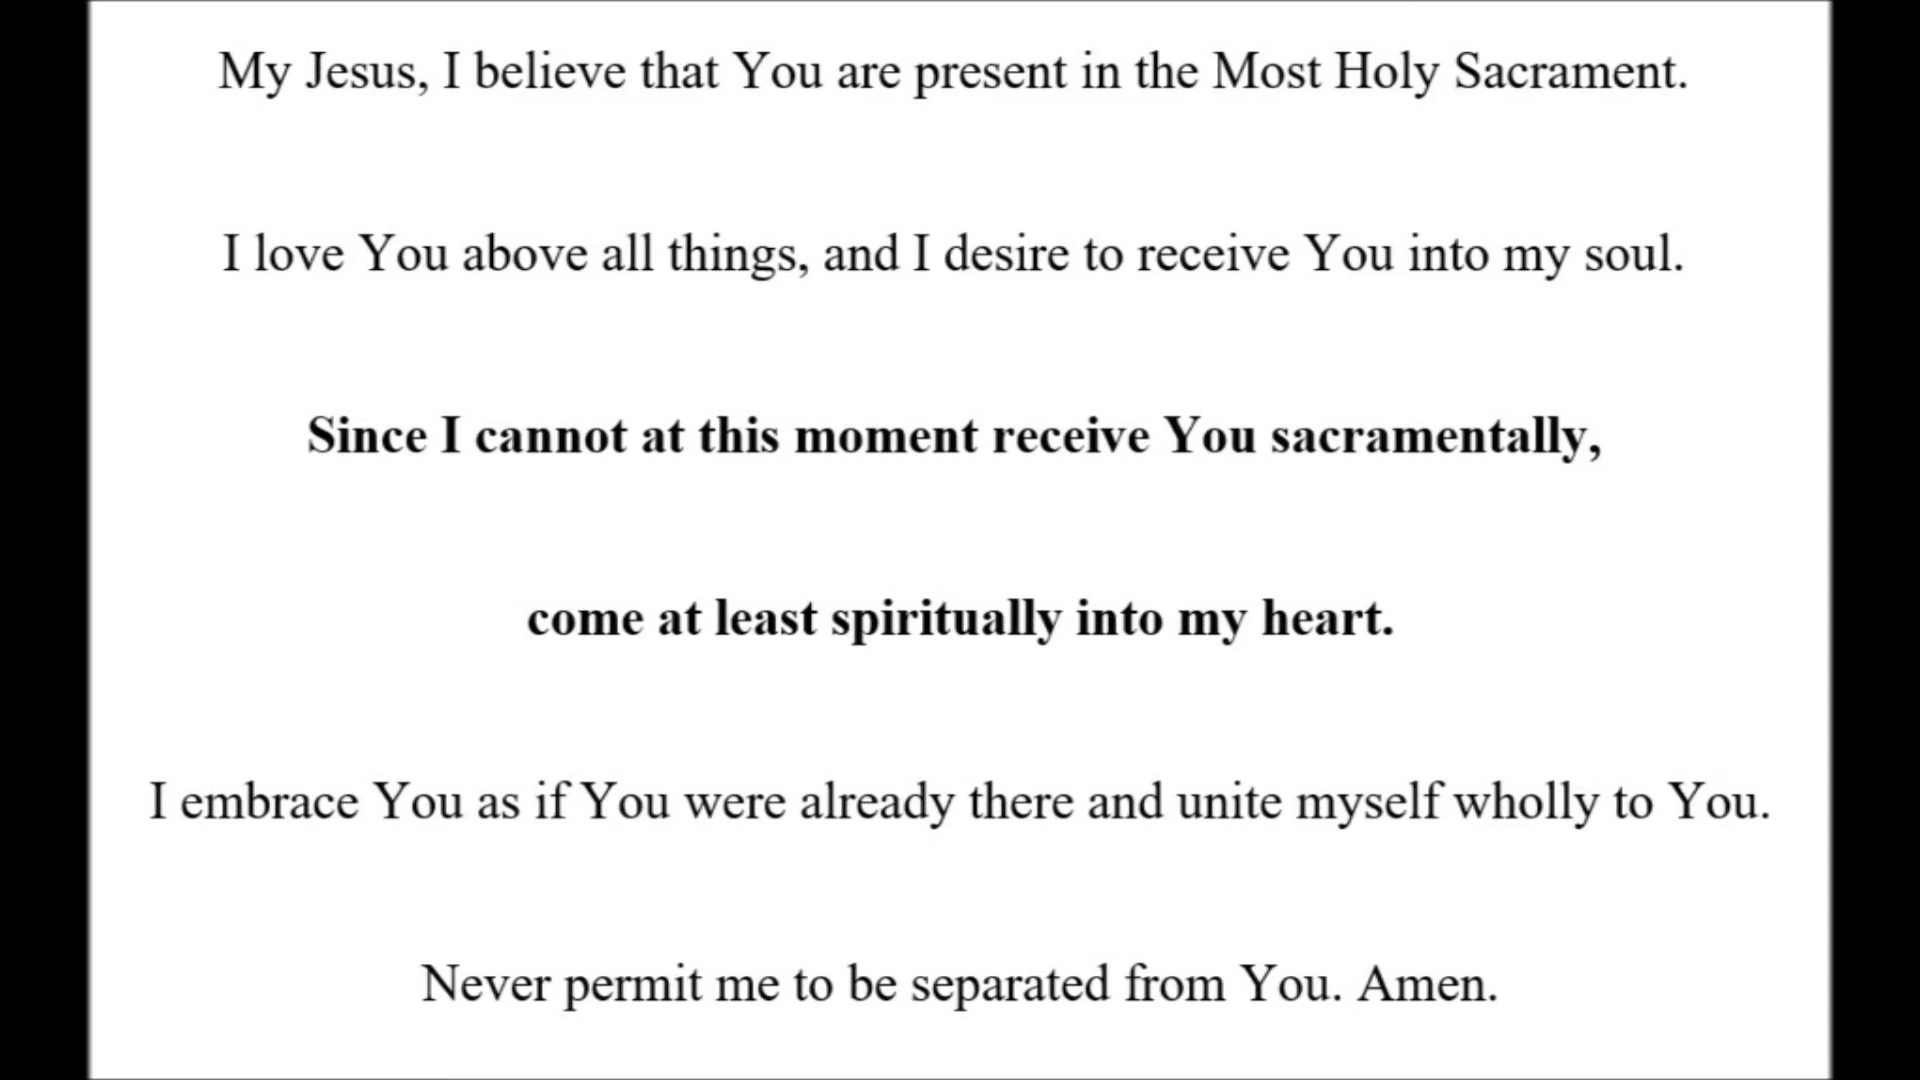 My Jesus, I believe that You are present in the Most Holy Sacrament.
I love You above all things, and I desire to receive You into my soul.
Since I cannot at this moment receive You sacramentally,
come at least spiritually into my heart.
I embrace You as if You were already there and unite myself wholly to You.
Never permit me to be separated from You. Amen.